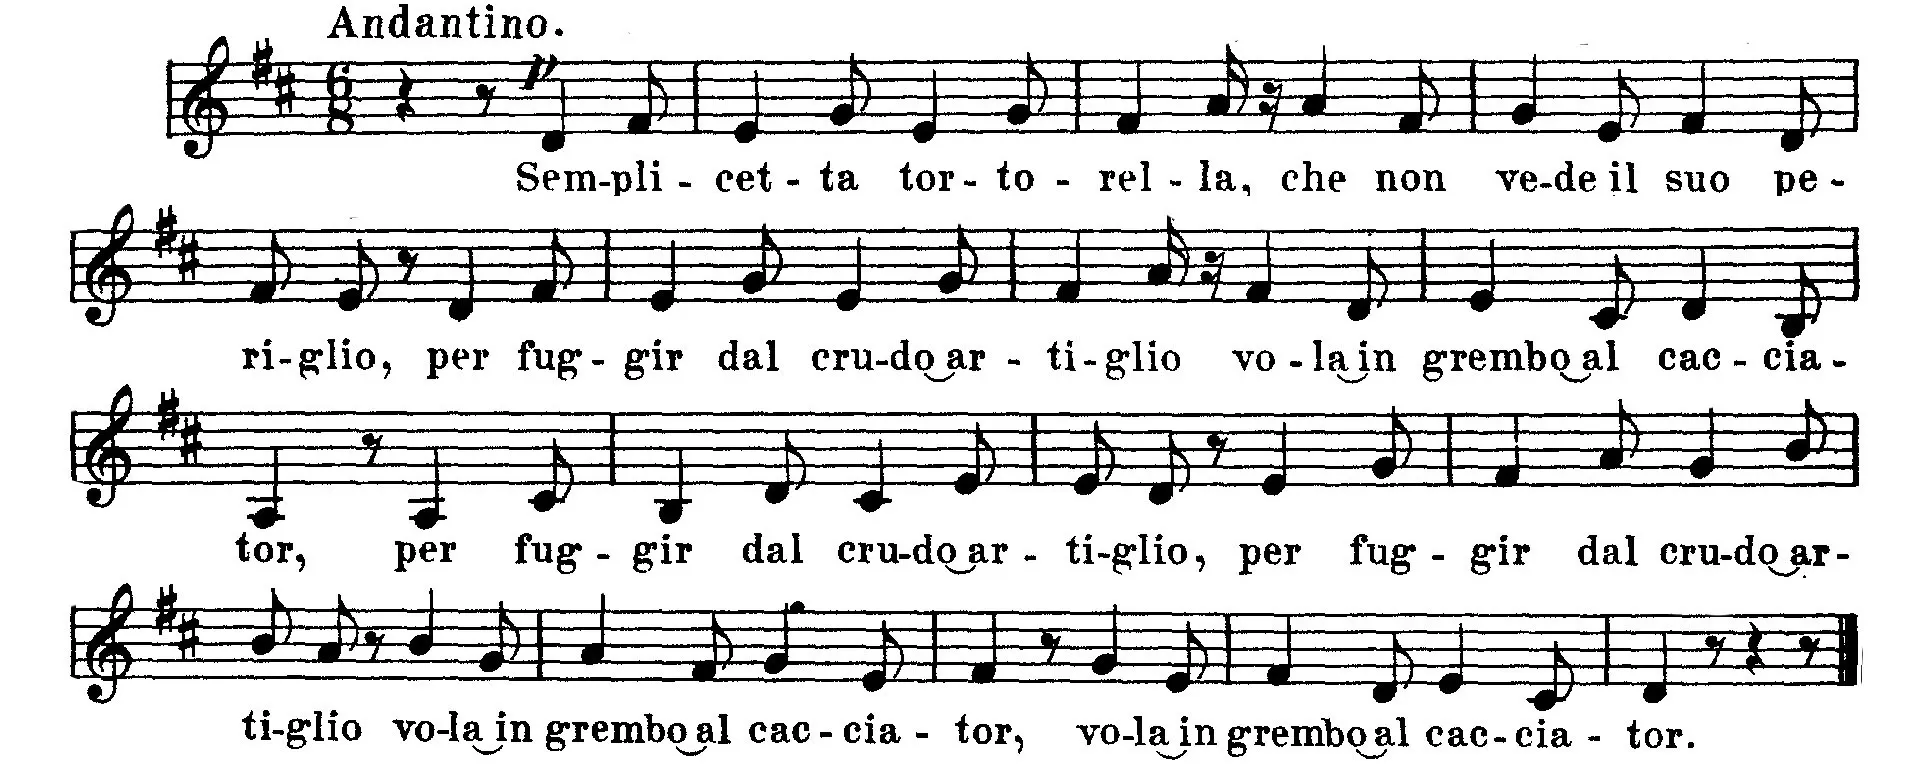 Andantino.
6
8
Sem-pli - cet - ta tor - to - rel - la, che non ve-de il suo pe-
ri-glio, per fug - gir dal cru-do ar - ti-glio vo - la in grembo al cac - cia-
tor, per fug - gir dal cru-do ar - ti-glio, per fug - gir dal cru-do ar-
ti-glio vo-la in grembo al cac - cia - tor, vo-la in grembo al cac-cia - tor.